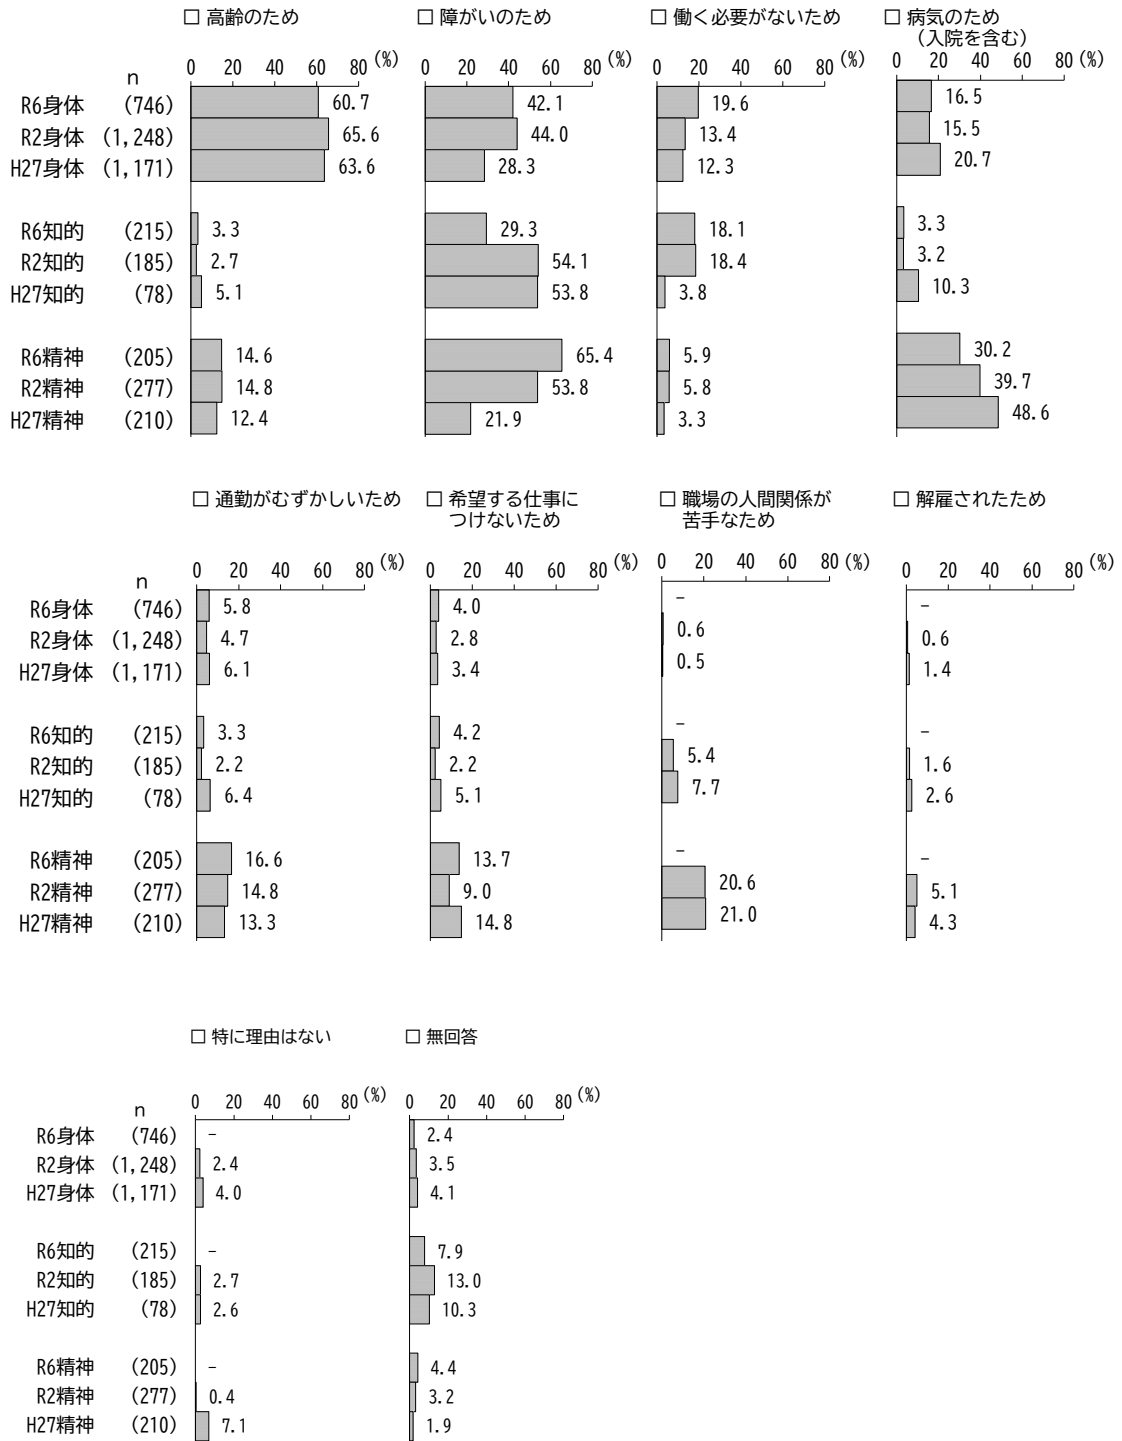 □ 高齢のため □ 障がいのため □ 働く必要がないため □ 病気のため
（入院を含む）
0 20 40 60 80 (%) 0 20 40 60 80 (%) 0 20 40 60 80 (%) 0 20 40 60 80 (%)
n
R6身体 (746) 60.7 42.1 19.6 16.5
R2身体 (1,248) 65.6 44.0 13.4 15.5
H27身体 (1,171) 63.6 28.3 12.3 20.7
R6知的 (215) 3.3 29.3 18.1 3.3
R2知的 (185) 2.7 54.1 18.4 3.2
H27知的 (78) 5.1 53.8 3.8 10.3
R6精神 (205) 14.6 65.4 5.9 30.2
R2精神 (277) 14.8 53.8 5.8 39.7
H27精神 (210) 12.4 21.9 3.3 48.6
□ 通勤がむずかしいため □ 希望する仕事に □ 職場の人間関係が □ 解雇されたため
つけないため 苦手なため
0 20 40 60 80 (%) 0 20 40 60 80 (%) 0 20 40 60 80 (%) 0 20 40 60 80 (%)
n
R6身体 (746) 5.8 4.0 - -
R2身体 (1,248) 4.7 2.8 0.6 0.6
H27身体 (1,171) 6.1 3.4 0.5 1.4
R6知的 (215) 3.3 4.2 - -
R2知的 (185) 2.2 2.2 5.4 1.6
H27知的 (78) 6.4 5.1 7.7 2.6
R6精神 (205) 16.6 13.7 - -
R2精神 (277) 14.8 9.0 20.6 5.1
H27精神 (210) 13.3 14.8 21.0 4.3
□ 特に理由はない □ 無回答
0 20 40 60 80 (%) 0 20 40 60 80 (%)
n
R6身体 (746) - 2.4
R2身体 (1,248) 2.4 3.5
H27身体 (1,171) 4.0 4.1
R6知的 (215) - 7.9
R2知的 (185) 2.7 13.0
H27知的 (78) 2.6 10.3
R6精神 (205) - 4.4
R2精神 (277) 0.4 3.2
H27精神 (210) 7.1 1.9